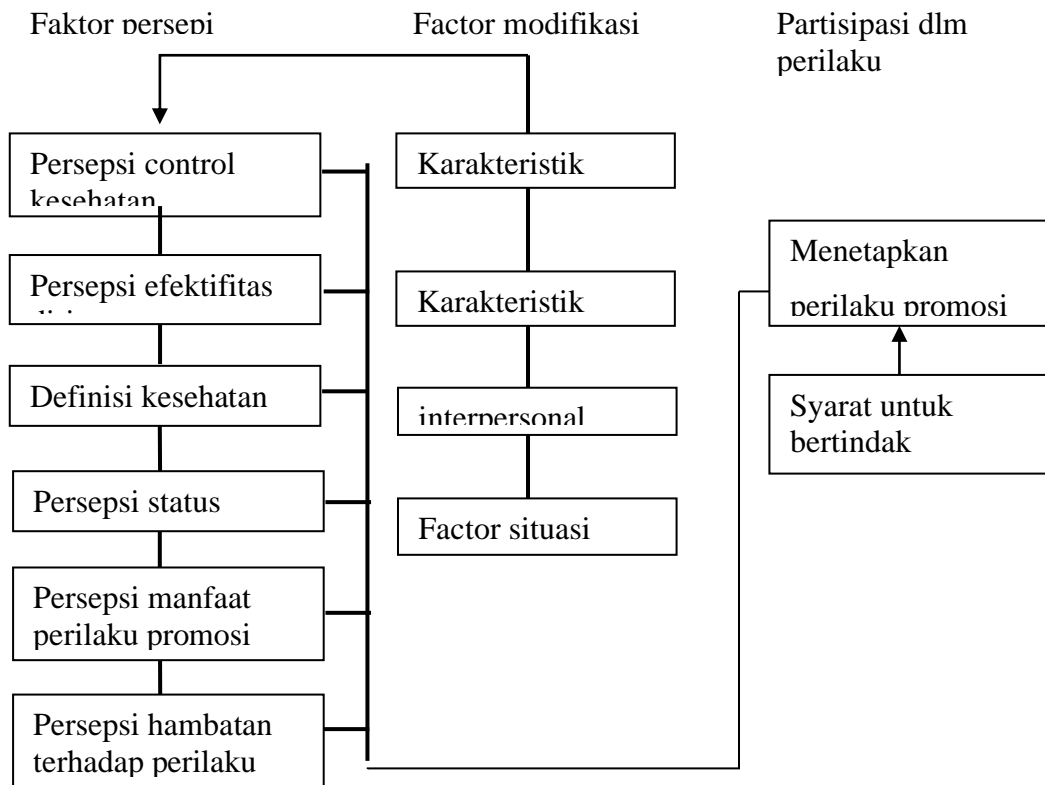 Faktor persepi
Factor modifikasi
Partisipasi dlm
perilaku
Persepsi control
kesehatan
Persepsi efektifitas
Definisi kesehatan
Persepsi status
Persepsi manfaat
perilaku promosi
Persepsi hambatan
terhadap perilaku
Karakteristik
Karakteristik
interpersonal
Factor situasi
Menetapkan
perilaku promosi
Syarat untuk
bertindak